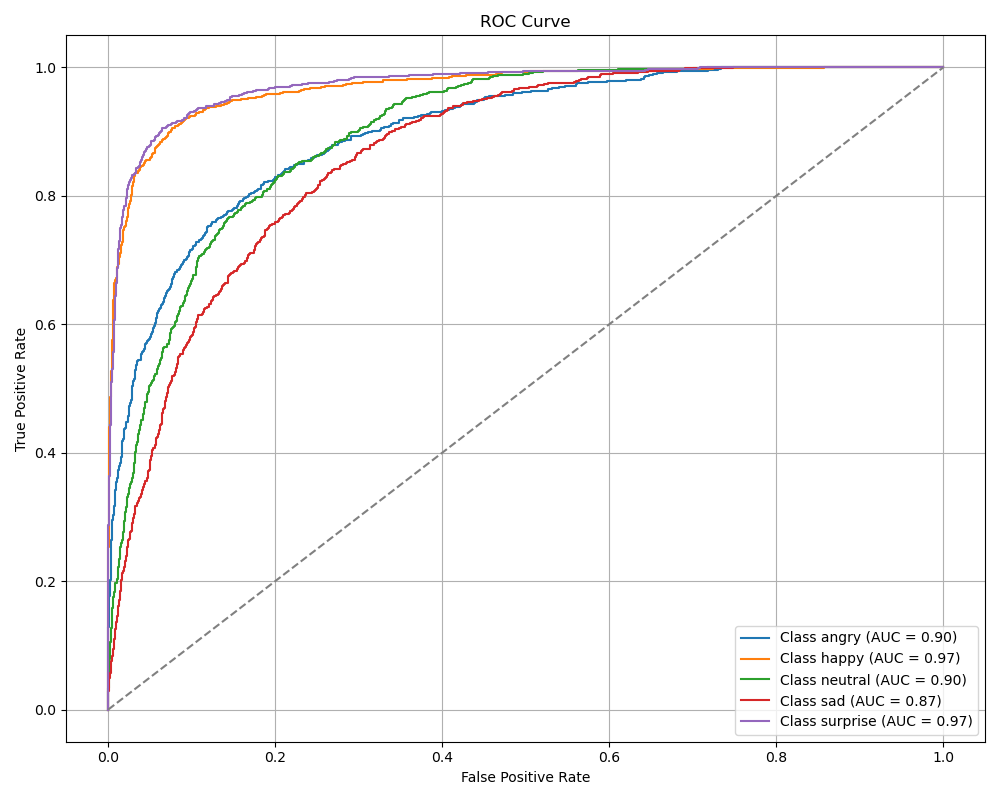 ROC Curve
True Positive Rate
1.0
0.8
0.6
0.4
0.2
0.0
0.0 0.2 0.4 0.6 0.8 1.0
False Positive Rate
Class angry (AUC = 0.90)
Class happy (AUC = 0.97)
Class neutral (AUC = 0.90)
Class sad (AUC = 0.87)
Class surprise (AUC = 0.97)